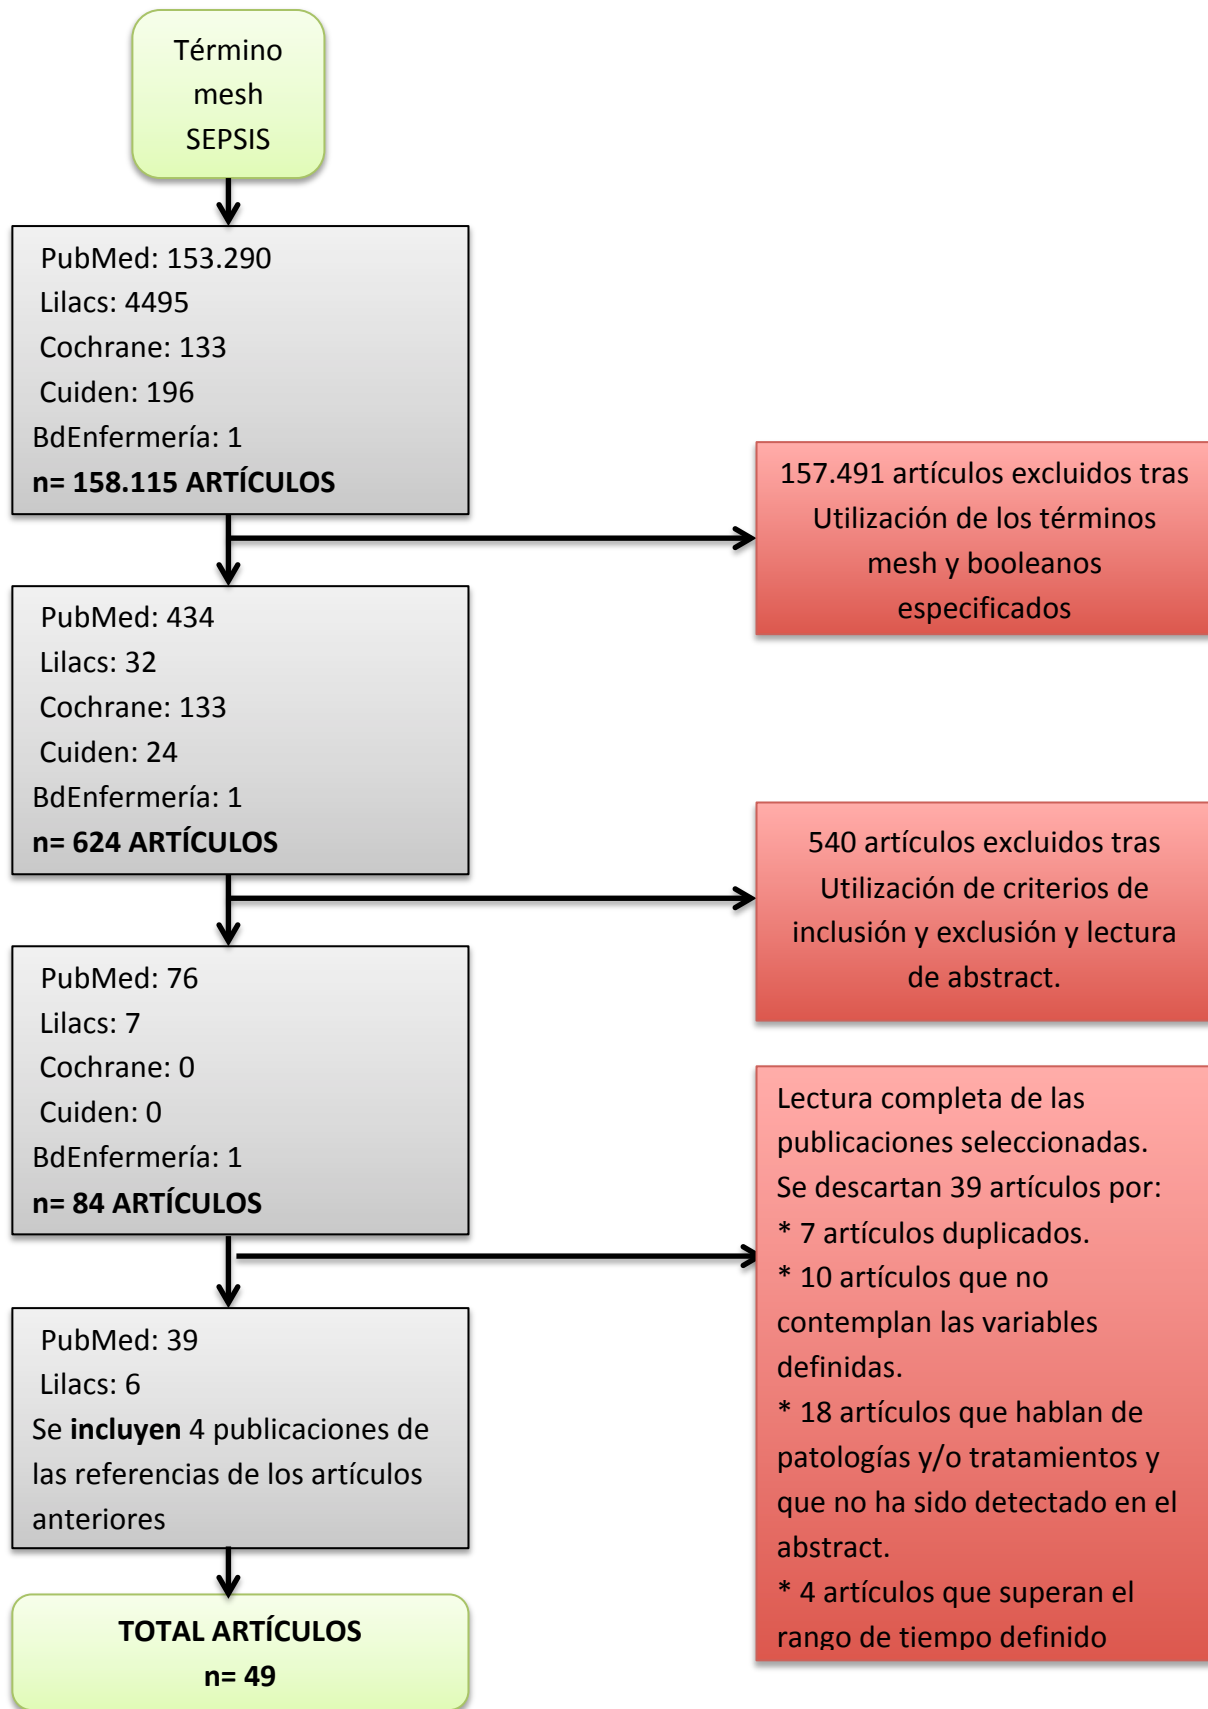 Término
mesh
SEPSIS
PubMed: 153.290
Lilacs: 4495
Cochrane: 133
Cuiden: 196
BdEnfermería: 1
n= 158.115 ARTÍCULOS
157.491 artículos excluidos tras
Utilización de los términos
mesh y booleanos
especificados
PubMed: 434
Lilacs: 32
Cochrane: 133
Cuiden: 24
BdEnfermería: 1
n= 624 ARTÍCULOS
540 artículos excluidos tras
Utilización de criterios de
inclusión y exclusión y lectura
de abstract.
PubMed: 76
Lilacs: 7
Cochrane: 0
Cuiden: 0
BdEnfermería: 1
n= 84 ARTÍCULOS
Lectura completa de las
publicaciones seleccionadas.
Se descartan 39 artículos por:
* 7 artículos duplicados.
* 10 artículos que no
contemplan las variables
definidas.
* 18 artículos que hablan de
patologías y/o tratamientos y
que no ha sido detectado en el
abstract.
* 4 artículos que superan el
rango de tiempo definido
PubMed: 39
Lilacs: 6
Se incluyen 4 publicaciones de
las referencias de los artículos
anteriores
TOTAL ARTÍCULOS
n= 49